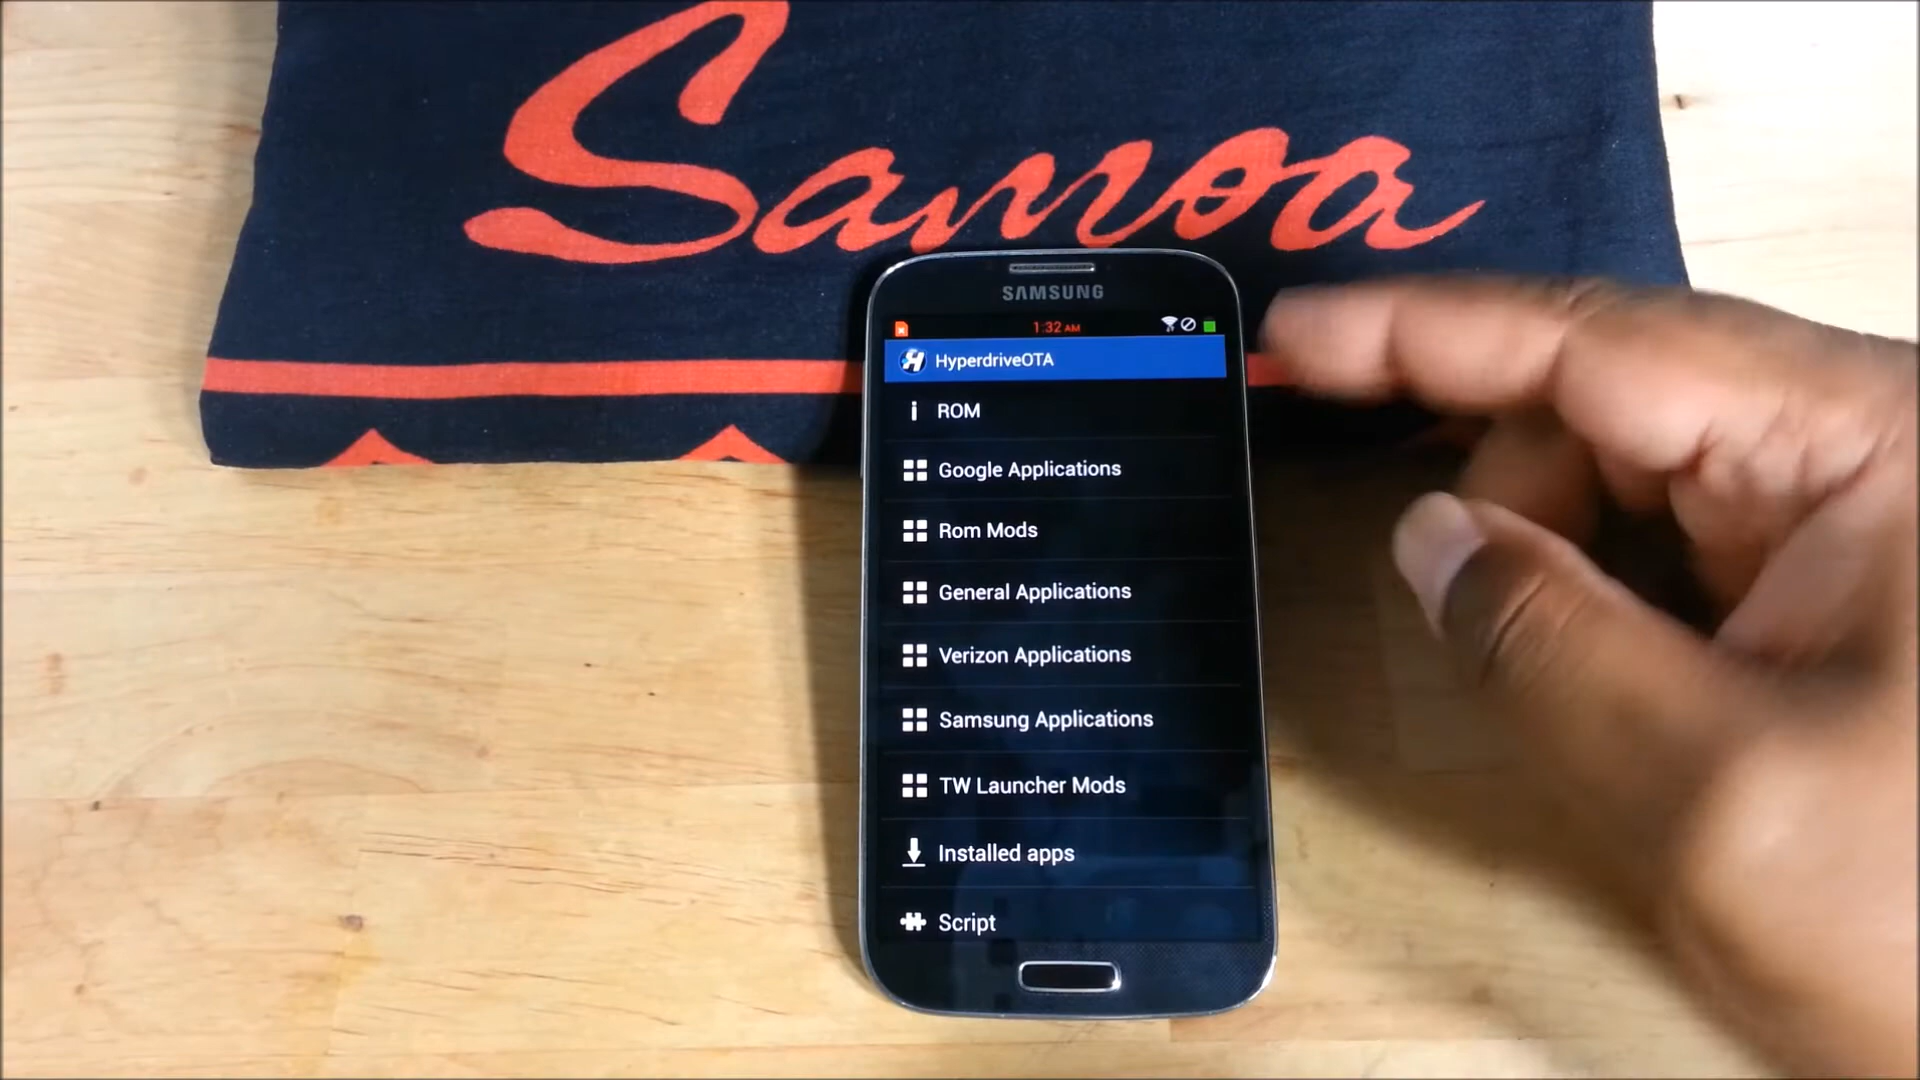 Samoa
SAMSUNG
1:32 AM
HyperdriveOTA
ROM
Google Applications
Rom Mods
General Applications
Verizon Applications
Samsung Applications
TW Launcher Mods
Installed apps
Script